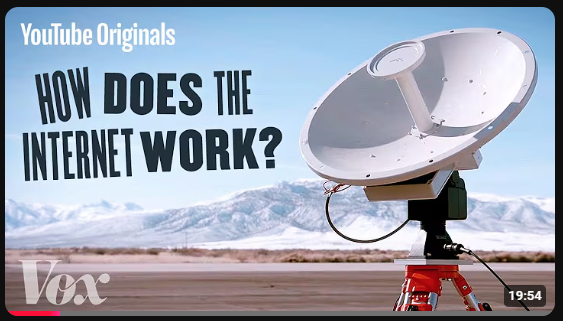 YouTube Originals
HOW DOES THE
INTERNET WORK?
Vox
19:54